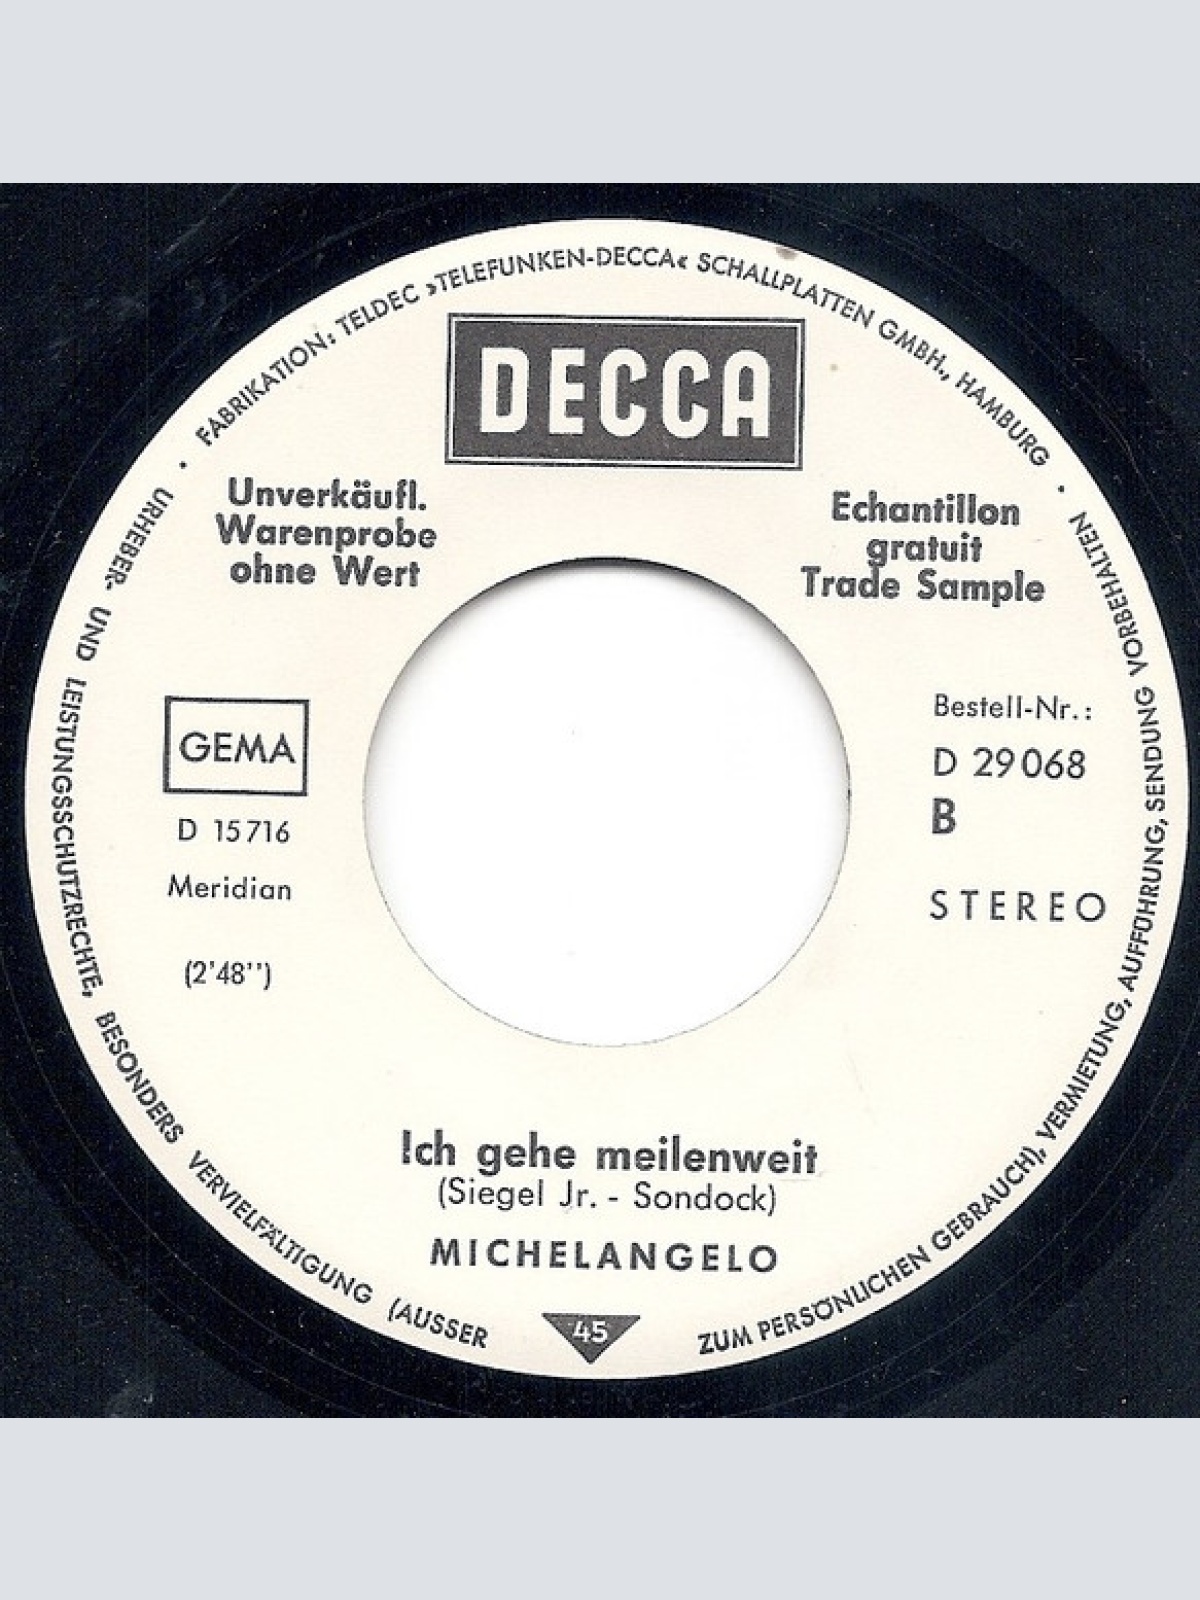 FABRIKATION: TELDEC »TELEFUNKEN-DECCA« SCHALLPLATTEN GMBH., HAMBURG •
DECCA
Unverkäufl.
Warenprobe
ohne Wert
Echantillon
gratuit
Trade Sample
GEMA
D 15716
Meridian
(2'48'')
Bestell-Nr.:
D 29068
B
STEREO
Ich gehe meilenweit
(Siegel Jr. - Sondock)
MICHELANGELO
45
URHEBER- UND LEISTUNGSSCHUTZRECHTE, BESONDERS VERVIELFÄLTIGUNG (AUSSER ZUM PERSÖNLICHEN GEBRAUCH), VERMIETUNG, AUFFÜHRUNG, SENDUNG VORBEHALTEN •